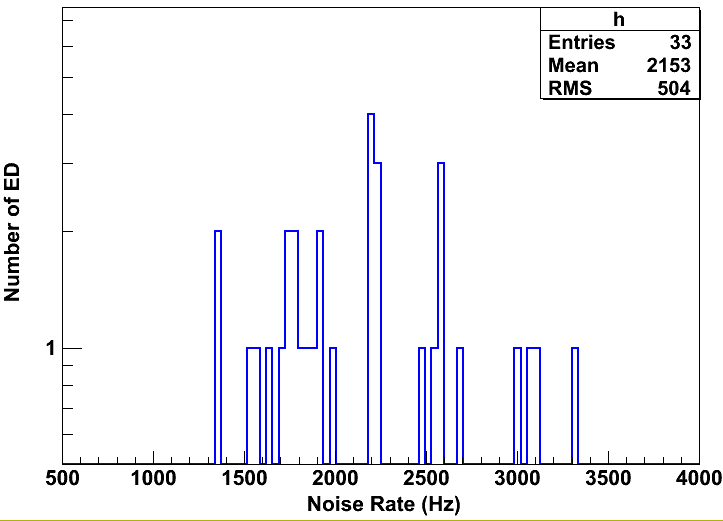 h
Entries 33
Mean 2153
RMS 504
Number of ED
1
500 1000 1500 2000 2500 3000 3500 4000
Noise Rate (Hz)